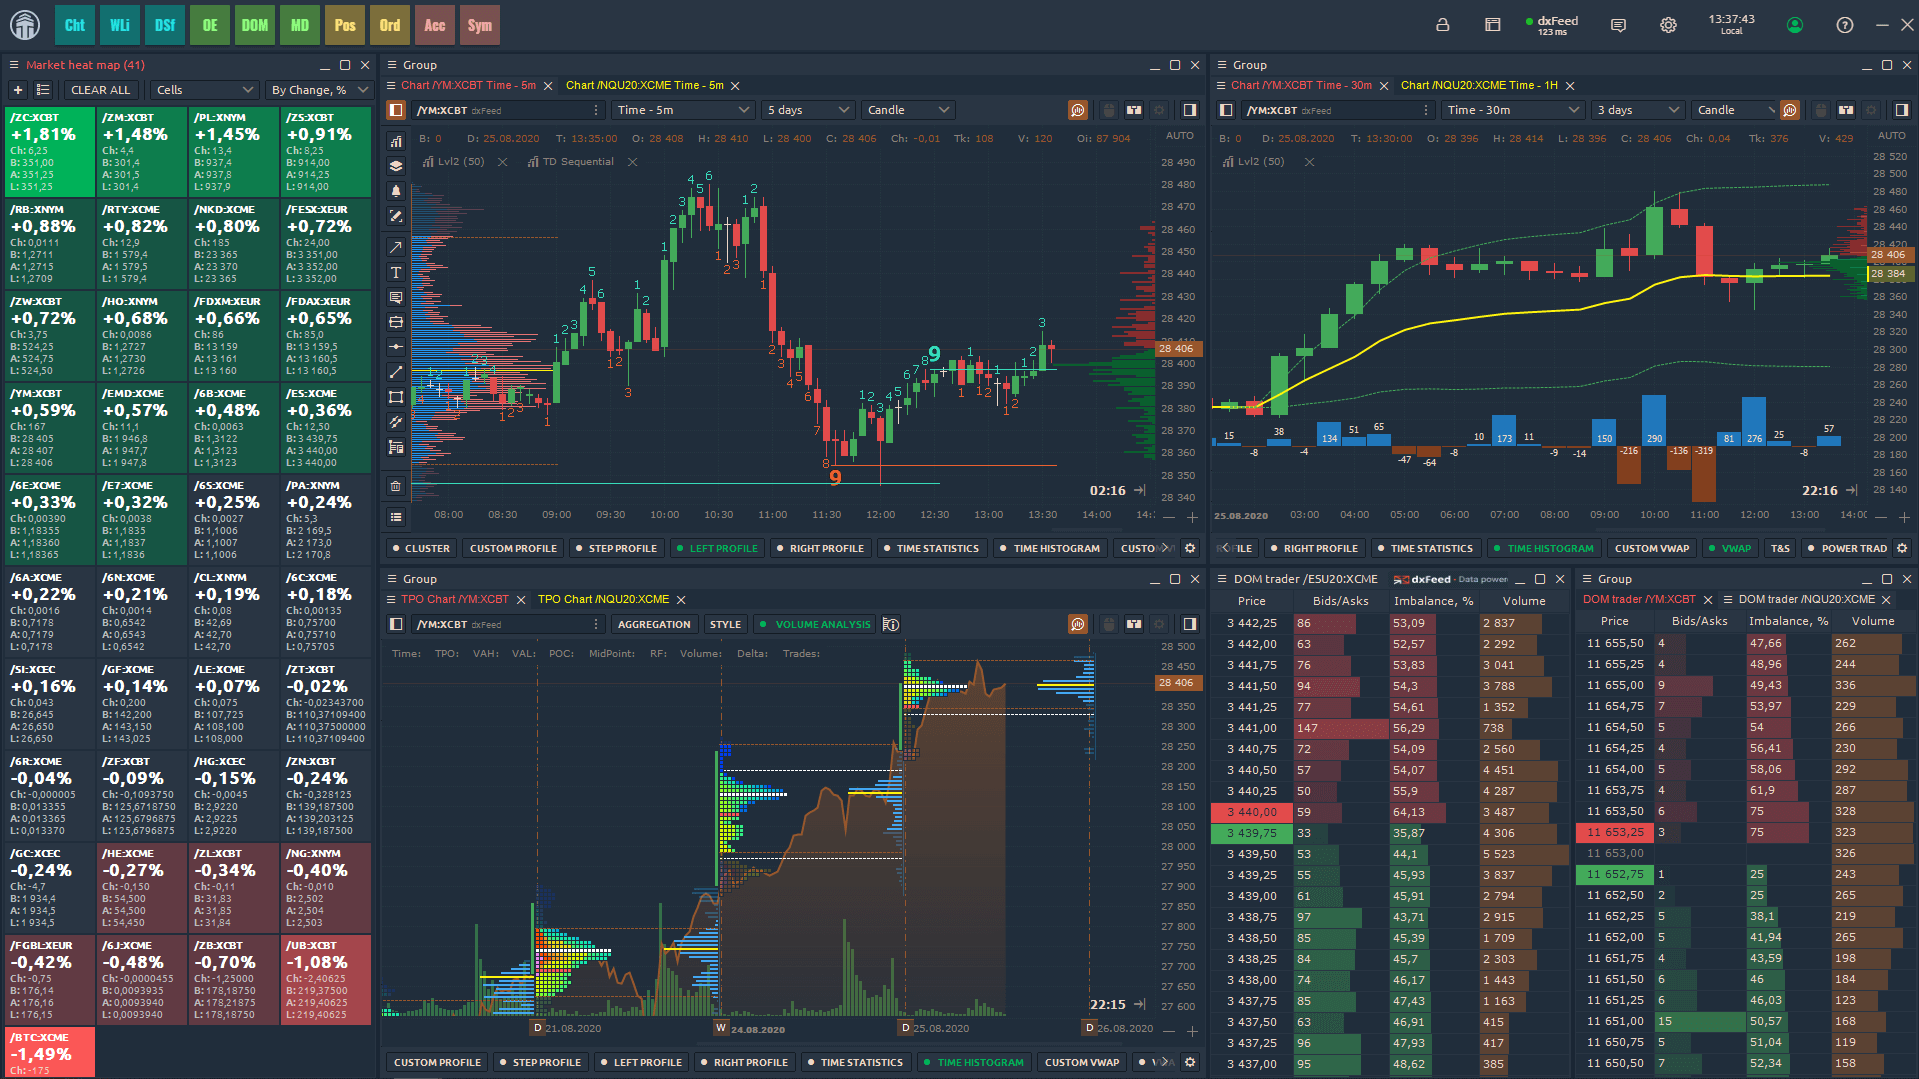 Cht WLi DSf OE DOM MD Pos Ord Acc Sym
dxFeed
123 ms
13:37:43
Local
Market heat map (41)
CLEAR ALL Cells By Change, %
/ZC:XCBT /ZM:XCBT /PL:XNYM /ZS:XCBT
+1,81% +1,48% +1,45% +0,91%
Ch: 6,25 Ch: 4,4 Ch: 13,4 Ch: 8,25
B: 351,00 B: 301,4 B: 937,4 B: 914,00
A: 351,25 A: 301,5 A: 937,8 A: 914,25
L: 351,25 L: 301,4 L: 937,9 L: 914,00
/RB:XNYM /RTY:XCME /NKD:XCME /FESX:XEUR
+0,88% +0,82% +0,80% +0,72%
Ch: 0,0111 Ch: 12,9 Ch: 185 Ch: 24,00
B: 1,2711 B: 1 579,4 B: 23 365 B: 3 351,00
A: 1,2715 A: 1 579,5 A: 23 370 A: 3 352,00
L: 1,2709 L: 1 579,4 L: 23 365 L: 3 352,00
/ZW:XCBT /HO:XNYM /FDXM:XEUR /FDAX:XEUR
+0,72% +0,68% +0,66% +0,65%
Ch: 3,75 Ch: 0,0086 Ch: 86 Ch: 85,0
B: 524,25 B: 1,2727 B: 13 159 B: 13 159,5
A: 524,75 A: 1,2730 A: 13 161 A: 13 160,5
L: 524,50 L: 1,2726 L: 13 160 L: 13 160,5
/YM:XCBT /EMD:XCME /6B:XCME /ES:XCME
+0,59% +0,57% +0,48% +0,36%
Ch: 167 Ch: 11,1 Ch: 0,0063 Ch: 12,50
B: 28 405 B: 1 946,8 B: 1,3122 B: 3 439,75
A: 28 407 A: 1 947,7 A: 1,3123 A: 3 440,00
L: 28 406 L: 1 947,8 L: 1,3123 L: 3 440,00
/6E:XCME /E7:XCME /6S:XCME /PA:XNYM
+0,33% +0,32% +0,25% +0,24%
Ch: 0,00390 Ch: 0,0038 Ch: 0,0027 Ch: 5,3
B: 1,18355 B: 1,1835 B: 1,1006 B: 2 169,5
A: 1,18360 A: 1,1837 A: 1,1007 A: 2 173,0
L: 1,18365 L: 1,1836 L: 1,1006 L: 2 170,8
/6A:XCME /6N:XCME /CL:XNYM /6C:XCME
+0,22% +0,21% +0,19% +0,18%
Ch: 0,0016 Ch: 0,0014 Ch: 0,08 Ch: 0,00135
B: 0,7178 B: 0,6542 B: 42,69 B: 0,75700
A: 0,7179 A: 0,6543 A: 42,70 A: 0,75710
L: 0,7178 L: 0,6542 L: 42,70 L: 0,75705
/SI:XCEC /GF:XCME /LE:XCME /ZT:XCBT
+0,16% +0,14% +0,07% -0,02%
Ch: 0,043 Ch: 0,200 Ch: 0,075 Ch: -0,02343700
B: 26,645 B: 142,200 B: 107,725 B: 110,37109400
A: 26,650 A: 143,150 A: 108,100 A: 110,37500000
L: 26,650 L: 143,025 L: 108,000 L: 110,37109400
/6R:XCME /ZF:XCBT /HG:XCEC /ZN:XCBT
-0,04% -0,09% -0,15% -0,24%
Ch: -0,000005 Ch: -0,1093750 Ch: -0,0045 Ch: -0,328125
B: 0,013355 B: 125,6718750 B: 2,9220 B: 139,187500
A: 0,013365 A: 125,6796875 A: 2,9225 A: 139,203125
L: 0,013370 L: 125,6796875 L: 2,9220 L: 139,187500
/GC:XCEC /HE:XCME /ZL:XCBT /NG:XNYM
-0,24% -0,27% -0,34% -0,40%
Ch: -4,7 Ch: -0,150 Ch: -0,11 Ch: -0,010
B: 1 934,4 B: 54,500 B: 31,83 B: 2,502
A: 1 934,5 A: 54,500 A: 31,85 A: 2,504
L: 1 934,5 L: 54,450 L: 31,84 L: 2,503
/FGBL:XEUR /6J:XCME /ZB:XCBT /UB:XCBT
-0,42% -0,48% -0,70% -1,08%
Ch: -0,75 Ch: -0,0000455 Ch: -1,25000 Ch: -2,40625
B: 176,14 B: 0,0093935 B: 178,18750 B: 219,37500
A: 176,16 A: 0,0093940 A: 178,21875 A: 219,40625
L: 176,15 L: 0,0093940 L: 178,18750 L: 219,40625
/BTC:XCME
-1,49%
Ch: -175
Group
Chart /YM:XCBT Time - 5m Chart /NQU20:XCME Time - 5m
/YM:XCBT dxFeed Time - 5m 5 days Candle
B: 0 D: 25.08.2020 T: 13:35:00 O: 28 408 H: 28 410 L: 28 400 C: 28 406 Ch: -0,01 Tk: 108 V: 120 Oi: 87 904 AUTO
Lvl2 (50) TD Sequential
28 490
28 480
28 470
28 460
28 450
28 440
28 430
28 420
28 406
28 400
28 390
28 380
28 370
28 360
28 350
28 340
02:16
08:00 08:30 09:00 09:30 10:00 10:30 11:00 11:30 12:00 12:30 13:00 13:30 14:00
CLUSTER CUSTOM PROFILE STEP PROFILE LEFT PROFILE RIGHT PROFILE TIME STATISTICS TIME HISTOGRAM
Group
Chart /YM:XCBT Time - 30m Chart /NQU20:XCME Time - 1H
/YM:XCBT dxFeed Time - 30m 3 days Candle
B: 0 D: 25.08.2020 T: 13:30:00 O: 28 396 H: 28 414 L: 28 396 C: 28 406 Ch: 0,04 Tk: 376 V: 429 AUTO
Lvl2 (50)
28 520
28 500
28 480
28 460
28 440
28 420
28 406
28 384
28 360
28 340
28 320
28 300
28 280
28 260
28 240
28 220
28 200
28 180
28 160
28 140
15 -8 38 -4 134 51 65 -47 -64 -8 10 173 11 -9 -14 150 -216 290 -136 -319 81 276 25 -8 57
22:16
25.08.2020 03:00 04:00 05:00 06:00 07:00 08:00 09:00 10:00 11:00 12:00 13:00 14:00
RIGHT PROFILE TIME STATISTICS TIME HISTOGRAM CUSTOM VWAP VWAP T&S POWER TRAD
Group
TPO Chart /YM:XCBT TPO Chart /NQU20:XCME
/YM:XCBT dxFeed AGGREGATION STYLE VOLUME ANALYSIS
Time: TPO: VAH: VAL: POC: MidPoint: RF: Volume: Delta: Trades:
28 500
28 450
28 406
28 350
28 300
28 250
28 200
28 150
28 100
28 050
28 000
27 950
27 900
27 850
27 800
27 750
27 700
27 650
27 600
22:15
D 21.08.2020 W 24.08.2020 D 25.08.2020 D 26.08.2020
CUSTOM PROFILE STEP PROFILE LEFT PROFILE RIGHT PROFILE TIME STATISTICS TIME HISTOGRAM CUSTOM VWAP
DOM trader /ESU20:XCME dxFeed - Data power
Price Bids/Asks Imbalance, % Volume
3 442,25 86 53,09 2 837
3 442,00 63 52,57 2 292
3 441,75 76 53,83 3 041
3 441,50 94 54,3 3 788
3 441,25 77 54,61 1 352
3 441,00 147 56,29 738
3 440,75 72 54,09 2 560
3 440,50 57 54,07 4 451
3 440,25 50 55,9 4 287
3 440,00 59 64,13 3 487
3 439,75 33 35,87 4 306
3 439,50 53 44,1 5 523
3 439,25 55 45,93 3 837
3 439,00 61 45,91 2 794
3 438,75 97 43,71 2 915
3 438,50 85 45,39 1 709
3 438,25 84 45,7 2 303
3 438,00 74 46,17 1 443
3 437,75 85 47,43 1 163
3 437,50 63 46,91 415
3 437,25 96 47,93 417
3 437,00 95 48,62 385
Group
DOM trader /YM:XCBT DOM trader /NQU20:XCME
Price Bids/Asks Imbalance, % Volume
11 655,50 4 47,66 262
11 655,25 4 48,96 244
11 655,00 9 49,43 336
11 654,75 7 53,97 229
11 654,50 5 54 266
11 654,25 4 56,41 230
11 654,00 5 58,06 292
11 653,75 4 61,9 287
11 653,50 6 75 328
11 653,25 3 75 323
11 653,00 326
11 652,75 1 25 243
11 652,50 2 25 265
11 652,25 5 38,1 219
11 652,00 5 41,94 265
11 651,75 4 43,59 198
11 651,50 6 46 184
11 651,25 6 46,03 123
11 651,00 15 50,57 168
11 650,75 5 51,04 119
11 650,50 7 52,34 158